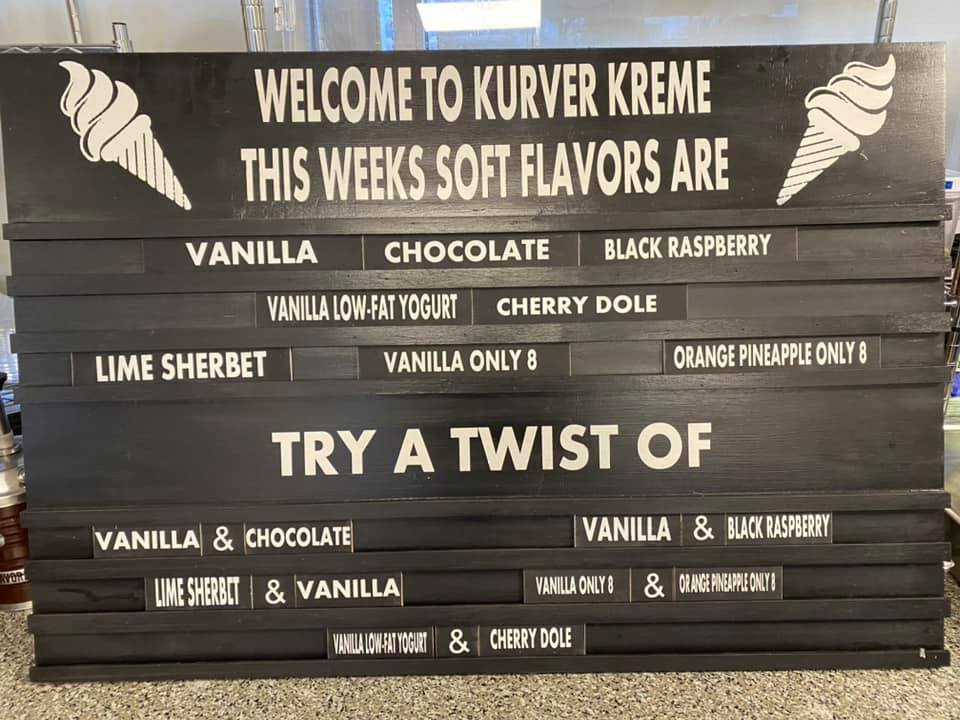 WELCOME TO KURVER KREME
THIS WEEKS SOFT FLAVORS ARE
VANILLA CHOCOLATE BLACK RASPBERRY
VANILLA LOW-FAT YOGURT CHERRY DOLE
LIME SHERBET VANILLA ONLY 8 ORANGE PINEAPPLE ONLY 8
TRY A TWIST OF
VANILLA & CHOCOLATE VANILLA & BLACK RASPBERRY
LIME SHERBET & VANILLA VANILLA ONLY 8 & ORANGE PINEAPPLE ONLY 8
VANILLA LOW-FAT YOGURT & CHERRY DOLE